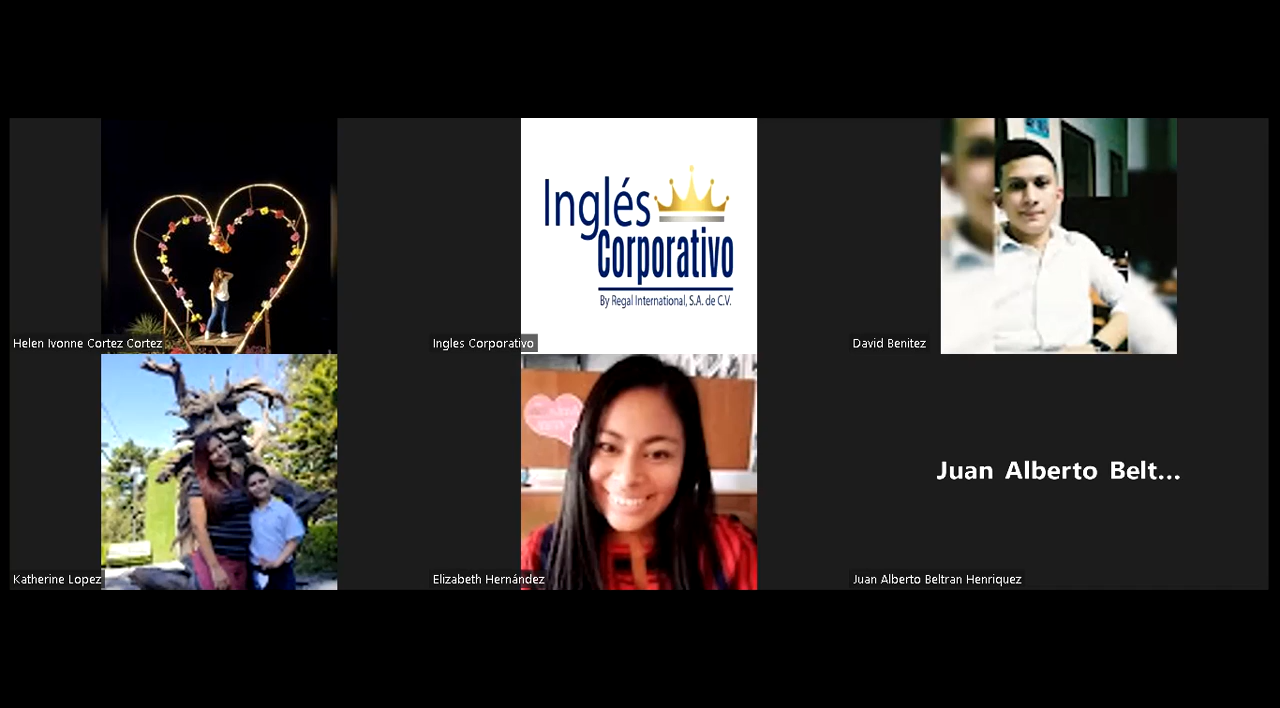 Inglés
Corporativo
By Regal International, S.A. de C.V.
Helen Ivonne Cortez Cortez
Ingles Corporativo
David Benitez
Juan Alberto Belt...
Katherine Lopez
Elizabeth Hernández
Juan Alberto Beltran Henriquez